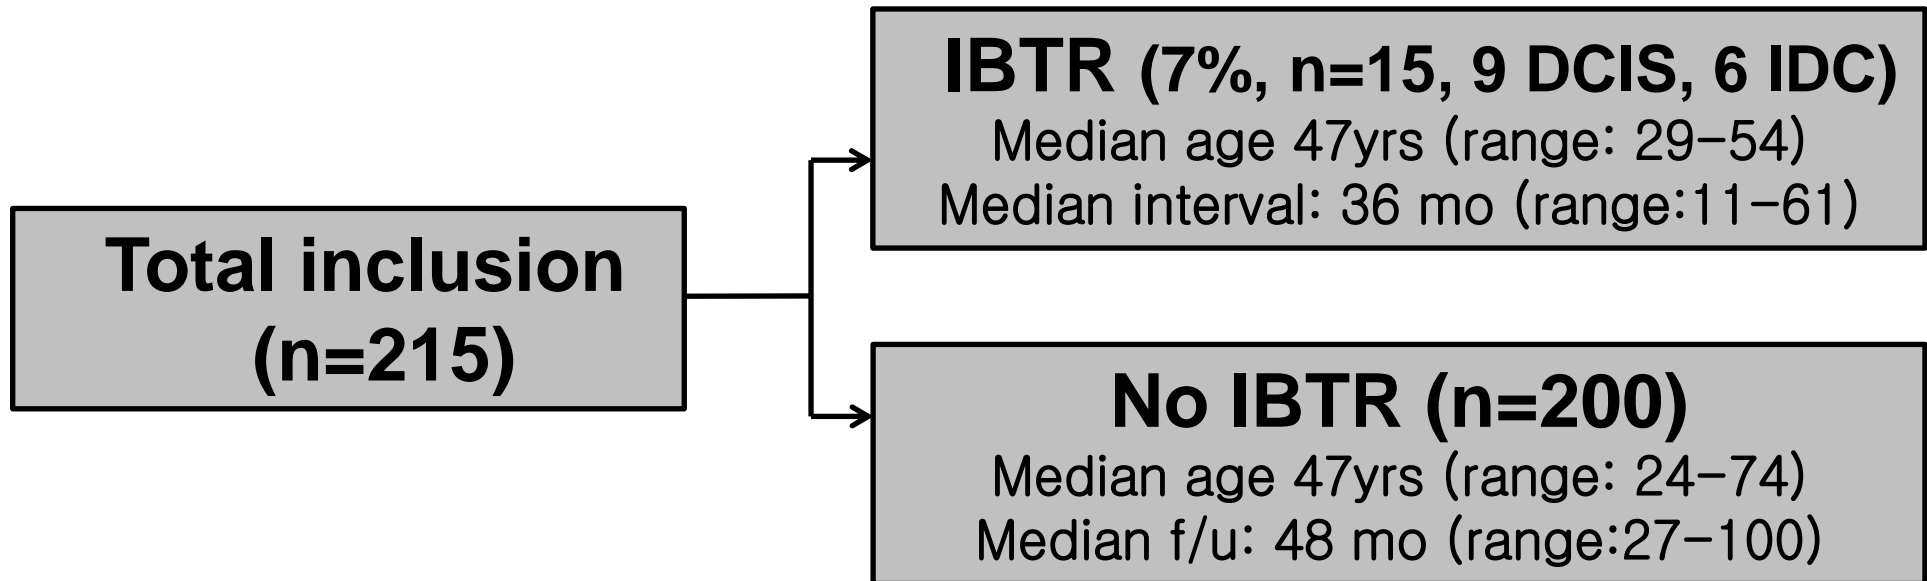 Total inclusion
(n=215)
IBTR (7%, n=15, 9 DCIS, 6 IDC)
Median age 47yrs (range: 29-54)
Median interval: 36 mo (range:11-61)
No IBTR (n=200)
Median age 47yrs (range: 24-74)
Median f/u: 48 mo (range:27-100)